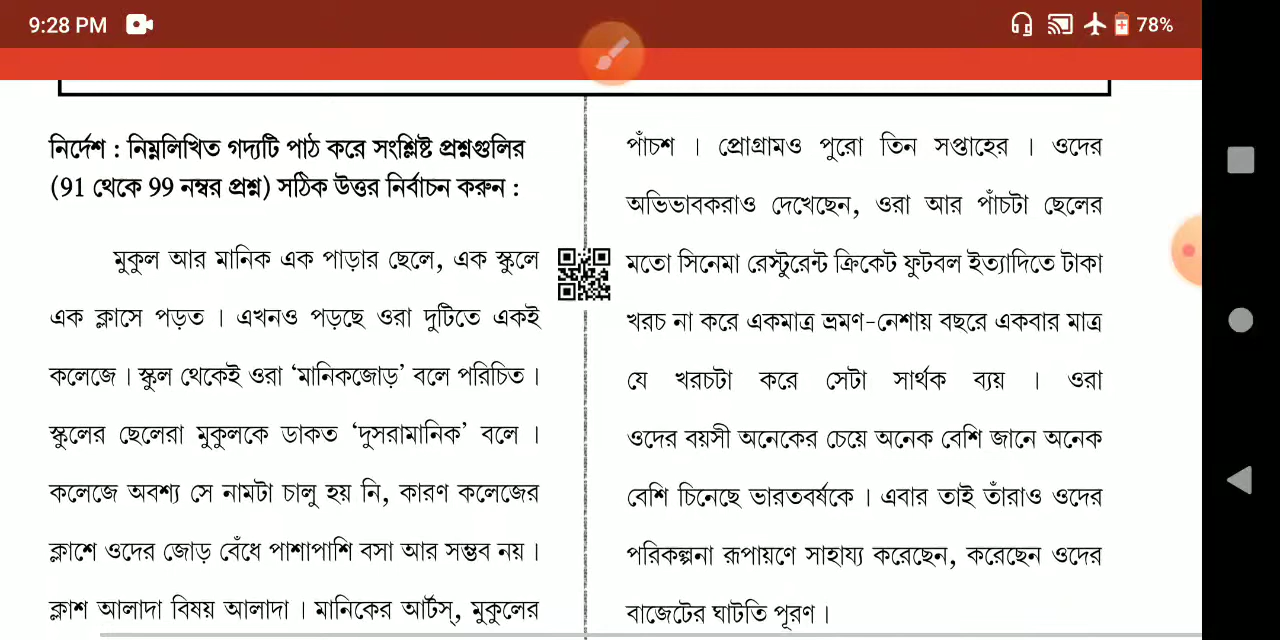 9:28 PM
78%
নির্দেশ : নিম্নলিখিত গদ্যটি পাঠ করে সংশ্লিষ্ট প্রশ্নগুলির
(91 থেকে 99 নম্বর প্রশ্ন) সঠিক উত্তর নির্বাচন করুন :
মুকুল আর মানিক এক পাড়ার ছেলে, এক স্কুলে
এক ক্লাসে পড়ত । এখনও পড়ছে ওরা দুটিতে একই
কলেজে । স্কুল থেকেই ওরা ‘মানিকজোড়’ বলে পরিচিত ।
স্কুলের ছেলেরা মুকুলকে ডাকত ‘দুসরামানিক’ বলে ।
কলেজে অবশ্য সে নামটা চালু হয় নি, কারণ কলেজের
ক্লাশে ওদের জোড় বেঁধে পাশাপাশি বসা আর সম্ভব নয় ।
ক্লাশ আলাদা বিষয় আলাদা । মানিকের আর্টস্, মুকুলের
পাঁচশ । প্রোগ্রামও পুরো তিন সপ্তাহের । ওদের
অভিভাবকরাও দেখেছেন, ওরা আর পাঁচটা ছেলের
মতো সিনেমা রেস্টুরেন্ট ক্রিকেট ফুটবল ইত্যাদিতে টাকা
খরচ না করে একমাত্র ভ্রমণ-নেশায় বছরে একবার মাত্র
যে খরচটা করে সেটা সার্থক ব্যয় । ওরা
ওদের বয়সী অনেকের চেয়ে অনেক বেশি জানে অনেক
বেশি চিনেছে ভারতবর্ষকে । এবার তাই তাঁরাও ওদের
পরিকল্পনা রূপায়ণে সাহায্য করেছেন, করেছেন ওদের
বাজেটের ঘাটতি পূরণ ।